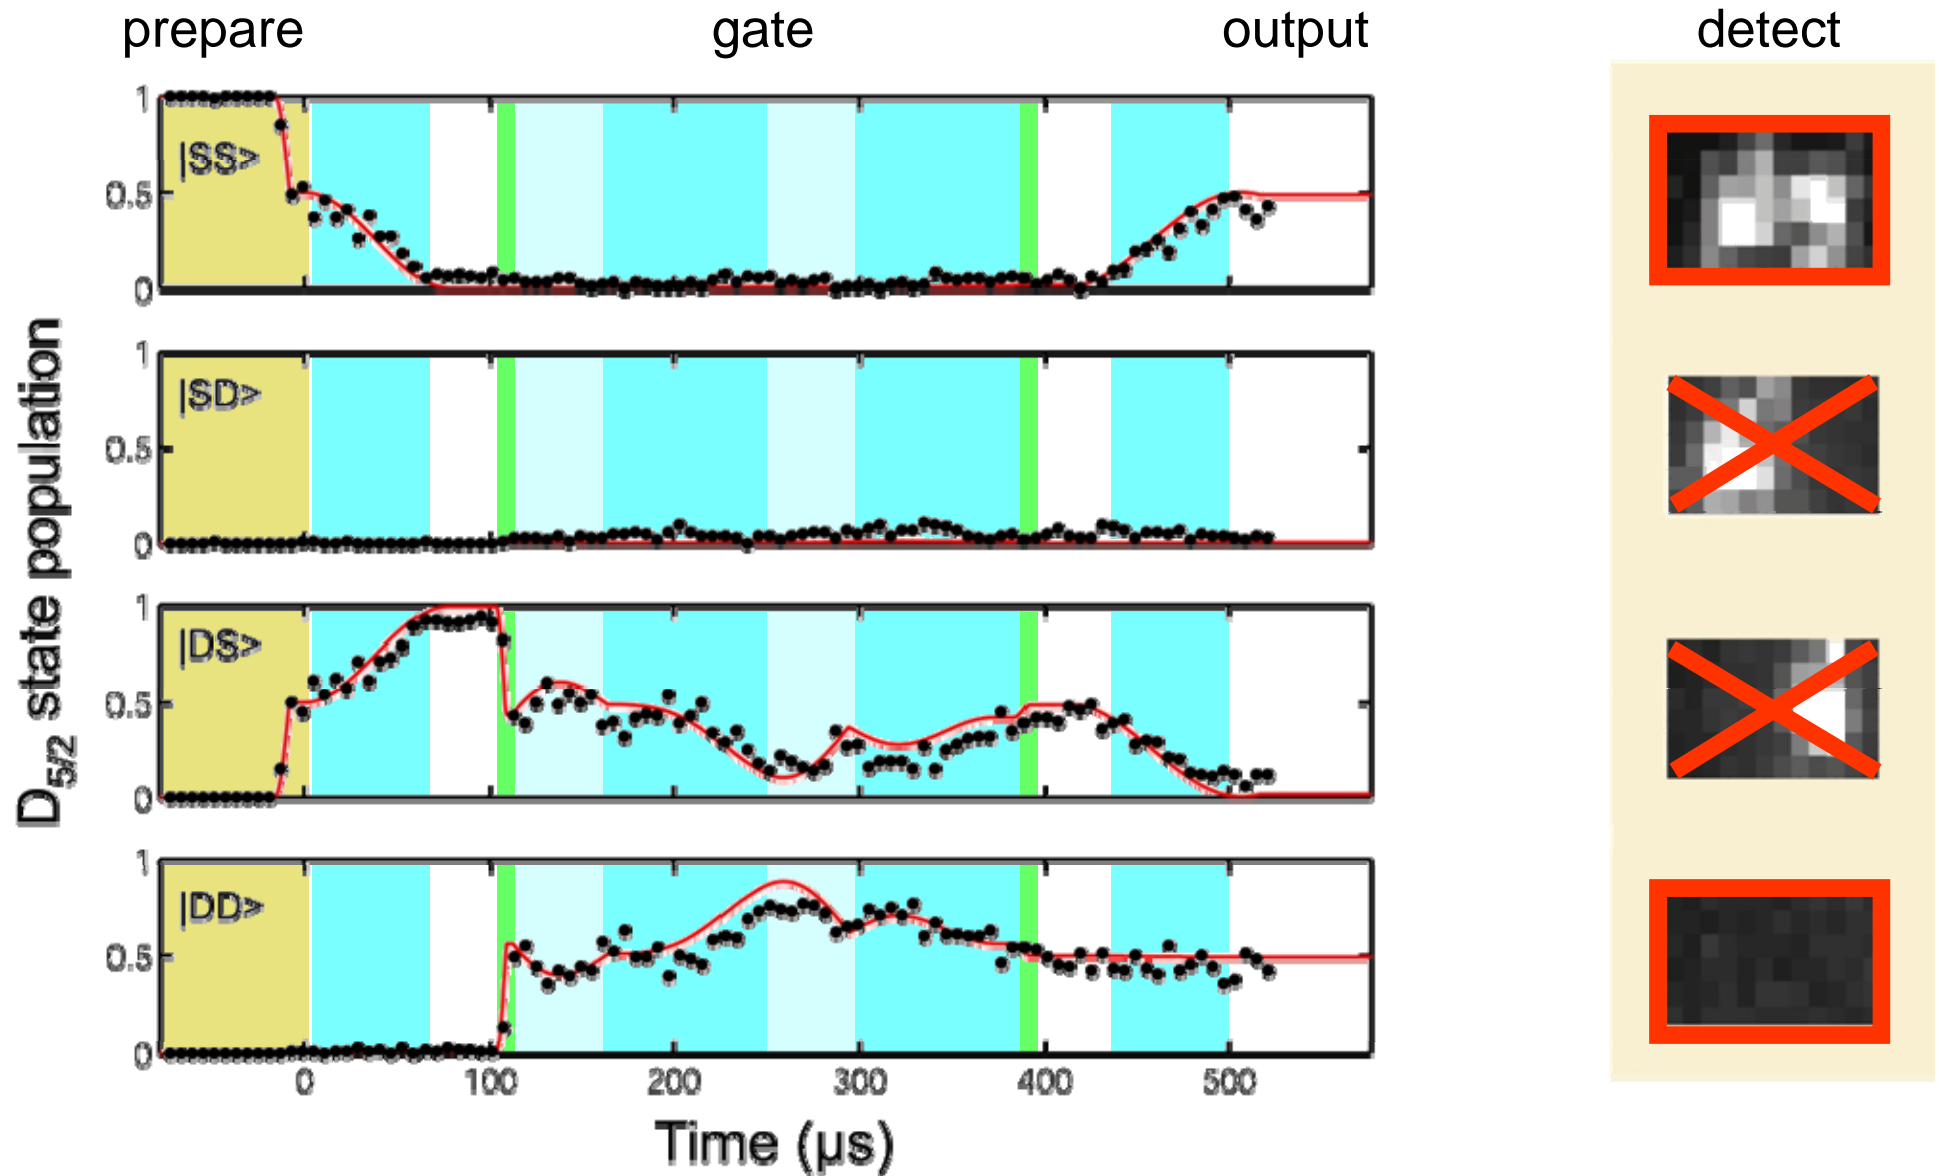 prepare gate output detect
1
|SS>
0.5
0
1
|SD>
0.5
0
1
|DS>
0.5
0
1
|DD>
0.5
0
0 100 200 300 400 500
Time (µs)
D5/2 state population